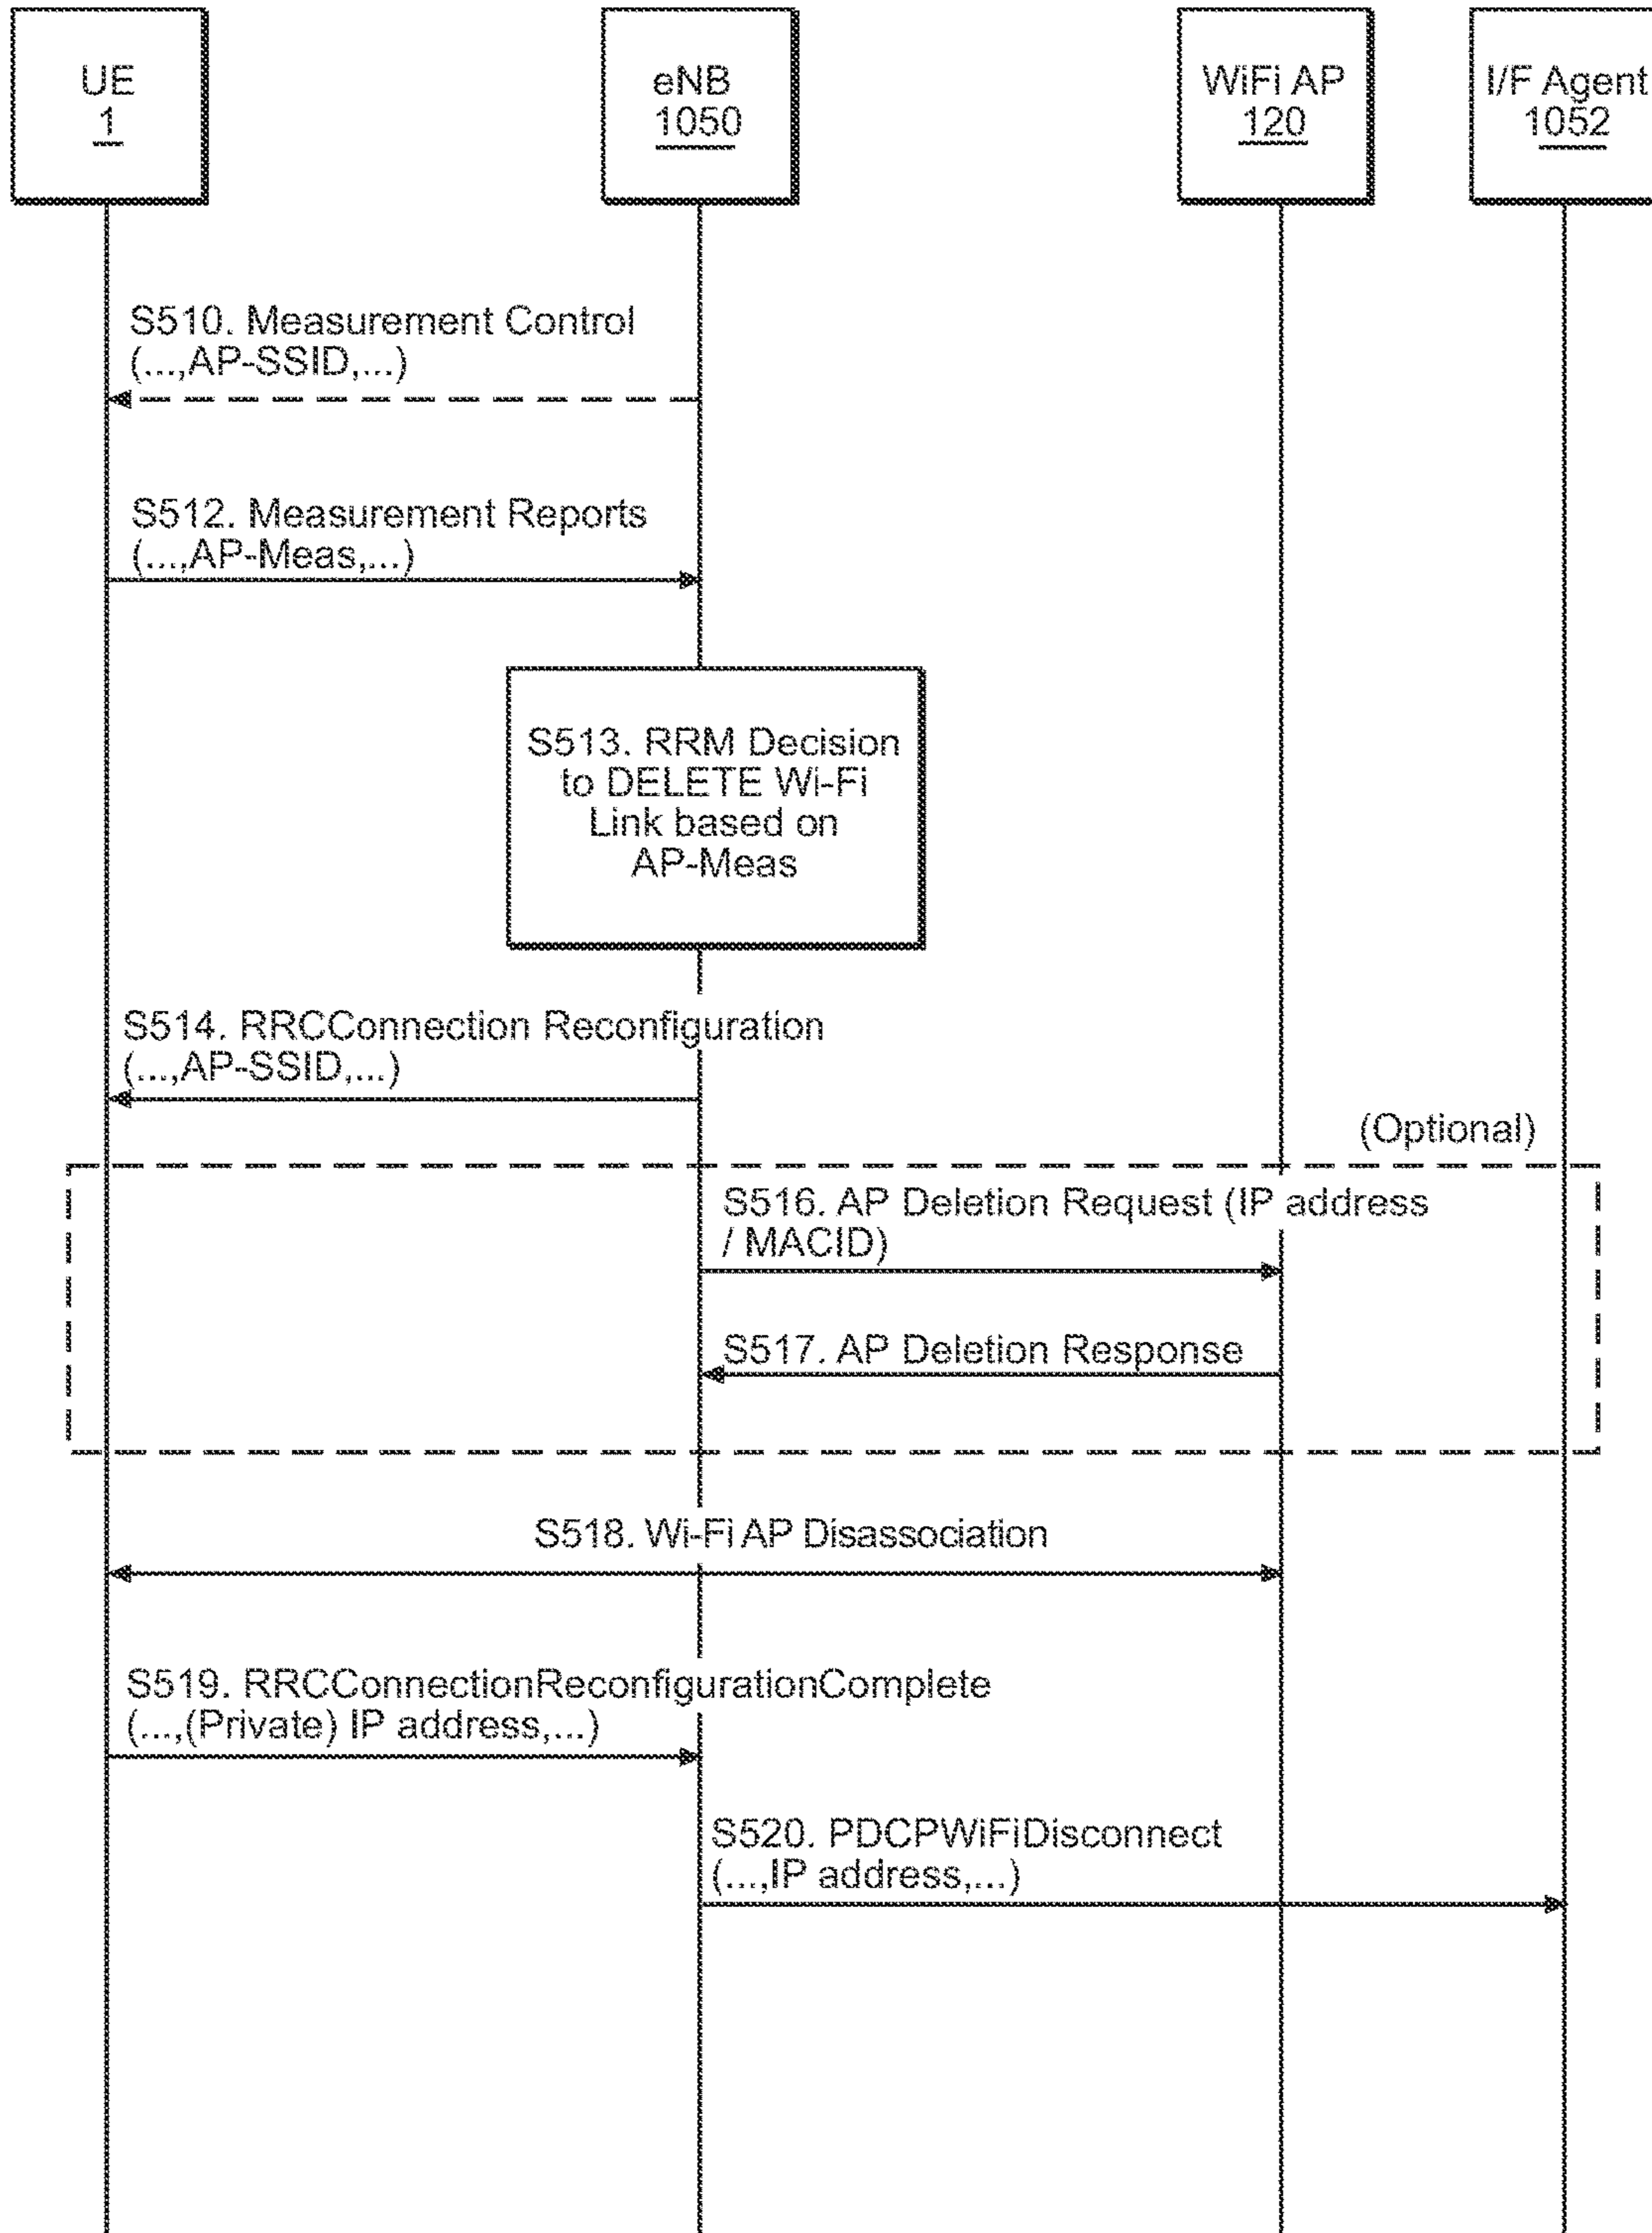 UE
1
eNB
1050
WiFi AP
120
I/F Agent
1052
S510. Measurement Control
(...,AP-SSID,...)
S512. Measurement Reports
(...,AP-Meas,...)
S513. RRM Decision
to DELETE Wi-Fi
Link based on
AP-Meas
S514. RRCConnection Reconfiguration
(...,AP-SSID,...)
(Optional)
S516. AP Deletion Request (IP address
/ MACID)
S517. AP Deletion Response
S518. Wi-Fi AP Disassociation
S519. RRCConnectionReconfigurationComplete
(...,(Private) IP address,...)
S520. PDCPWiFiDisconnect
(...,IP address,...)